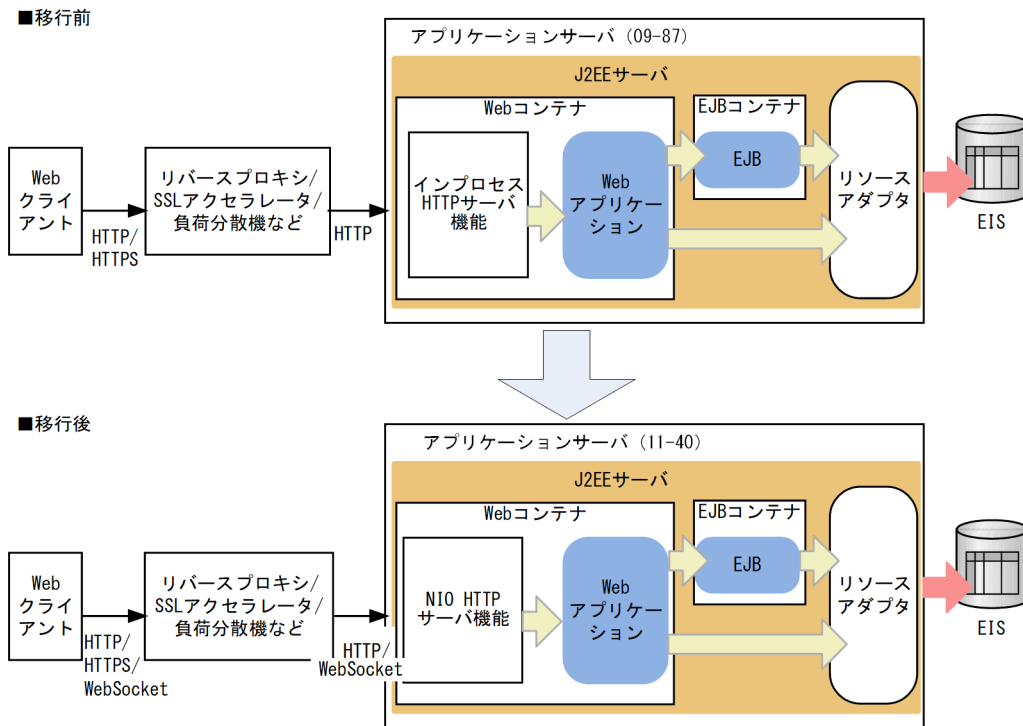 ■移行前
アプリケーションサーバ(09-87)
J2EEサーバ
Webコンテナ
EJBコンテナ
Web
クライ
アント
リバースプロキシ/
SSLアクセラレータ/
負荷分散機など
インプロセス
HTTPサーバ
機能
Web
アプリケー
ション
EJB
リソース
アダプタ
EIS
HTTP/
HTTPS
HTTP
■移行後
アプリケーションサーバ(11-40)
J2EEサーバ
Webコンテナ
EJBコンテナ
Web
クライ
アント
リバースプロキシ/
SSLアクセラレータ/
負荷分散機など
NIO HTTP
サーバ機能
Web
アプリケー
ション
EJB
リソース
アダプタ
EIS
HTTP/
HTTPS/
WebSocket
HTTP/
WebSocket